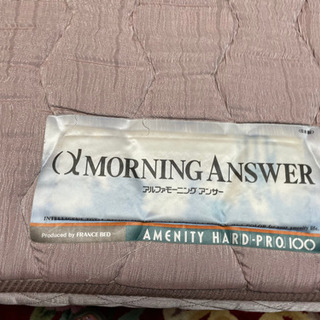 αMORNING ANSWER
アルファモーニング アンサー
Produced by FRANCE BED
AMENITY HARD・PRO.100